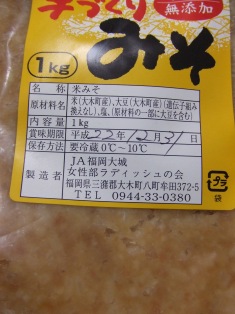 手づくり
無添加
みそ
1kg
名 称 米みそ
原材料名 米(大木町産)、大豆(大木町産)(遺伝子組み
換えなし)、塩、(原材料の一部に大豆を含む)
内 容 量 1kg
賞味期限 平成22年12月31日
保存方法 要冷蔵0℃~10℃
製 造 者 JA福岡大城
女性部ラディッシュの会
福岡県三潴郡大木町八町牟田372-5
TEL 0944-33-0380
プラ
袋